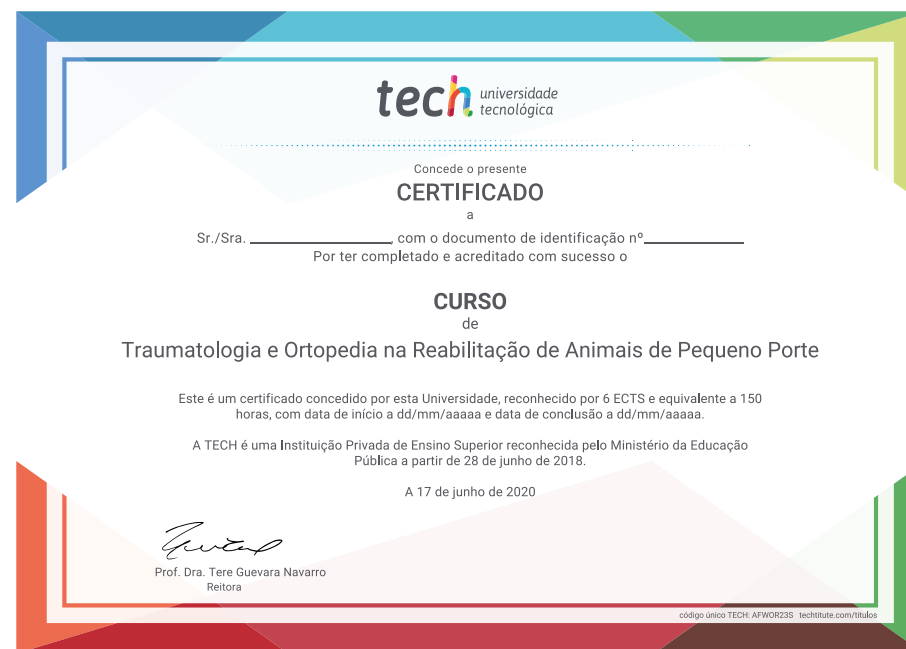 tech universidade
tecnológica
Concede o presente
CERTIFICADO
a
Sr./Sra. ____________________, com o documento de identificação nº______________
Por ter completado e acreditado com sucesso o
CURSO
de
Traumatologia e Ortopedia na Reabilitação de Animais de Pequeno Porte
Este é um certificado concedido por esta Universidade, reconhecido por 6 ECTS e equivalente a 150
horas, com data de início a dd/mm/aaaaa e data de conclusão a dd/mm/aaaaa.
A TECH é uma Instituição Privada de Ensino Superior reconhecida pelo Ministério da Educação
Pública a partir de 28 de junho de 2018.
A 17 de junho de 2020
Prof. Dra. Tere Guevara Navarro
Reitora
código único TECH: AFWOR23S techtitute.com/titulos